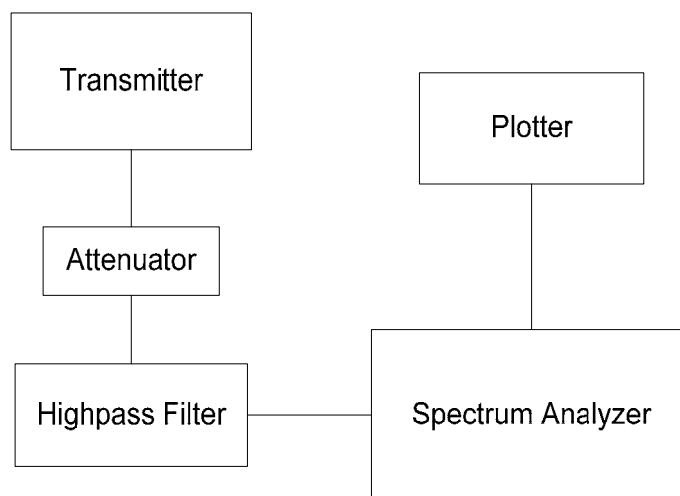 Transmitter
Plotter
Attenuator
Highpass Filter
Spectrum Analyzer